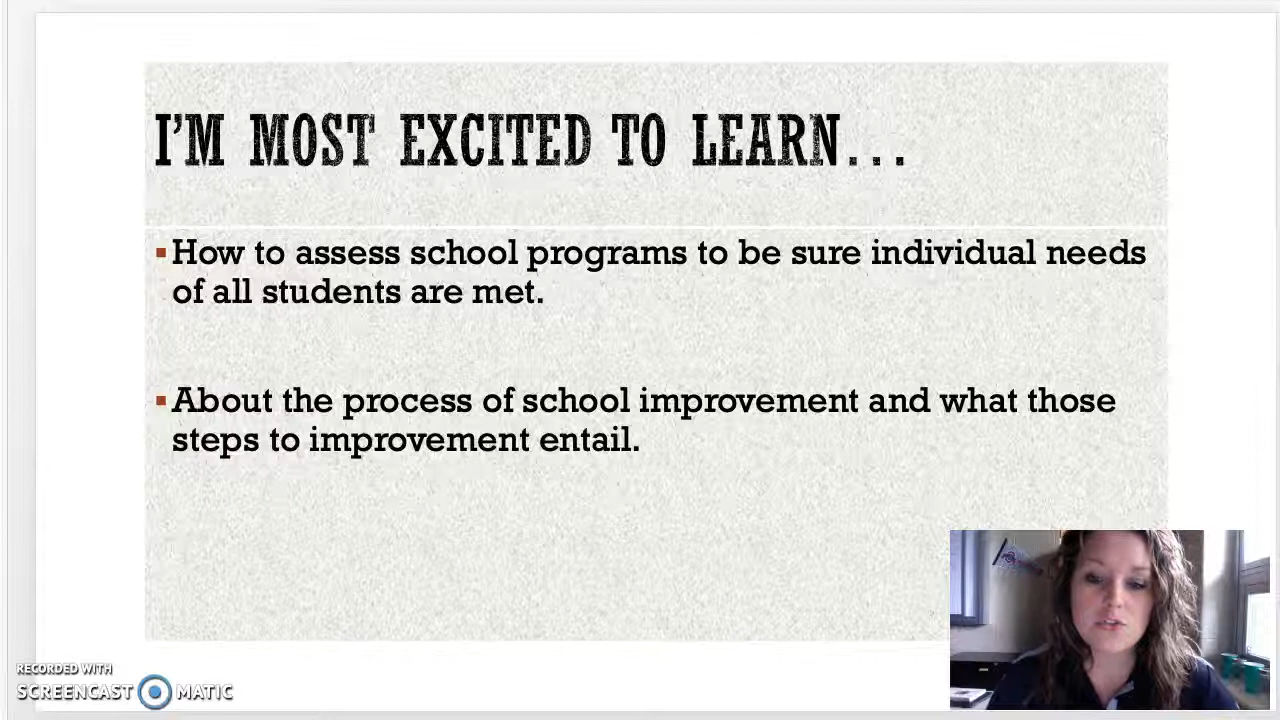 I'M MOST EXCITED TO LEARN...
▪How to assess school programs to be sure individual needs
of all students are met.
▪About the process of school improvement and what those
steps to improvement entail.
RECORDED WITH
SCREENCAST MATIC